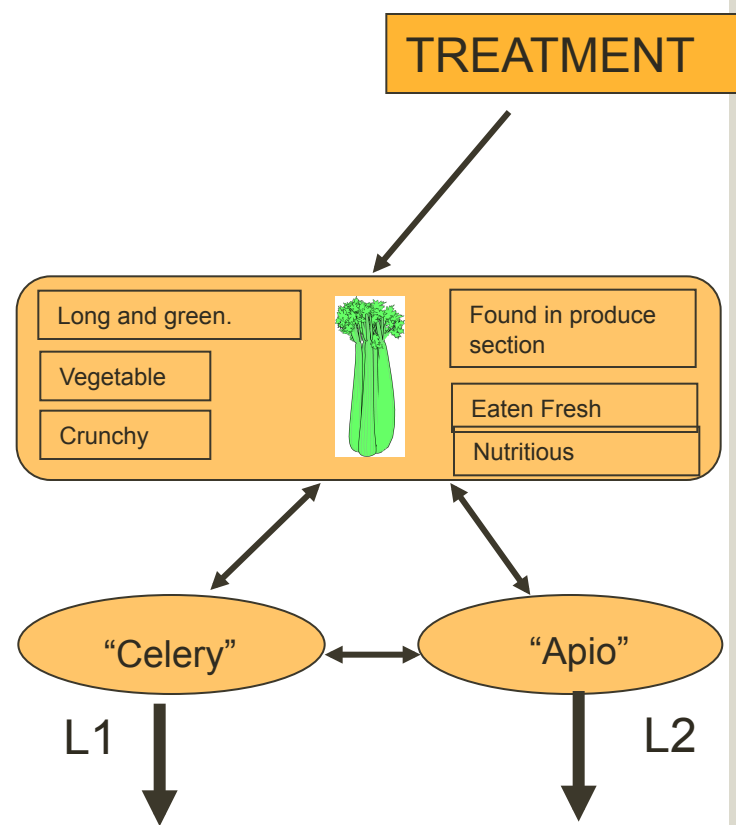 TREATMENT
Long and green.
Vegetable
Crunchy
Found in produce
section
Eaten Fresh
Nutritious
“Celery”
“Apio”
L1
L2